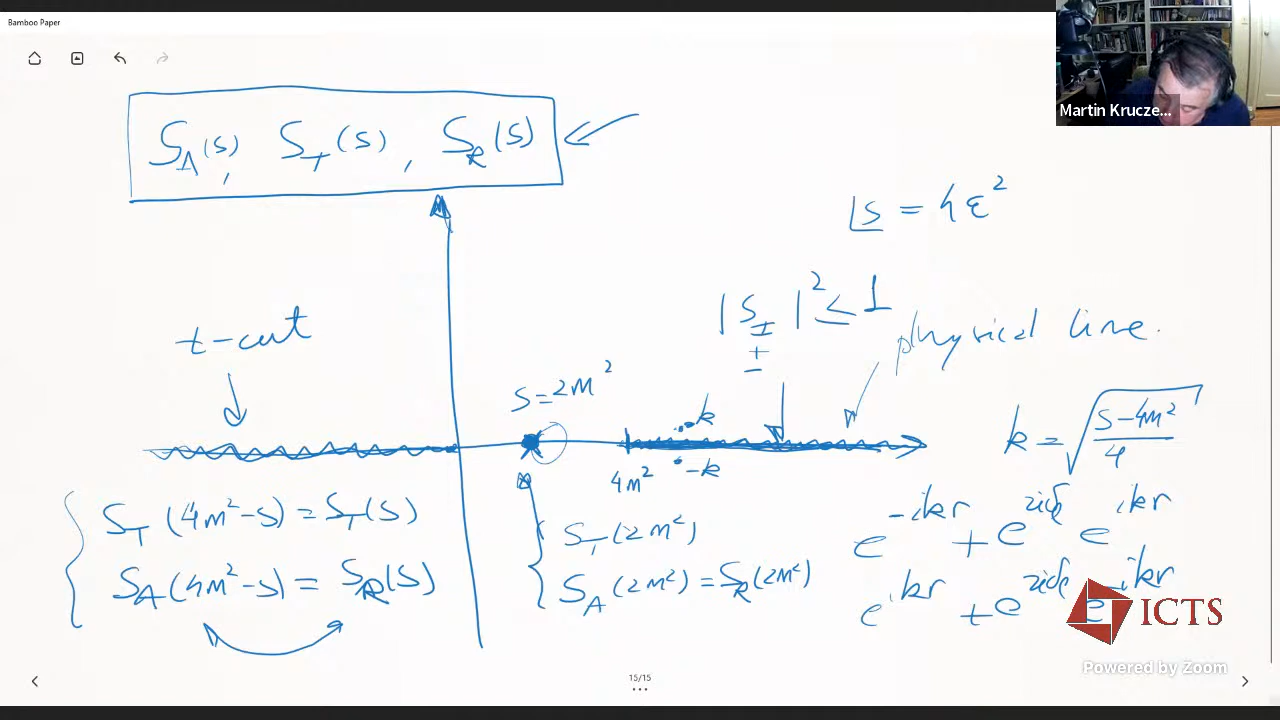 Bamboo Paper
Martin Krucze...
S_A(s), S_T(s), S_R(s)
s = 4ε²
|S_I|² ≤ 1
±
physical line.
t-cut
s=2m²
k
-k
4m²
k = √((s-4m²)/4)
S_T(4m²-s) = S_T(s)
S_A(4m²-s) = S_R(s)
S_T(2m²)
S_A(2m²) = S_R(2m²)
e^{-ikr} + e^{2iδ} e^{ikr}
e^{ikr} + e^{2iδ} e^{ikr}
ICTS
Powered by Zoom
15/15